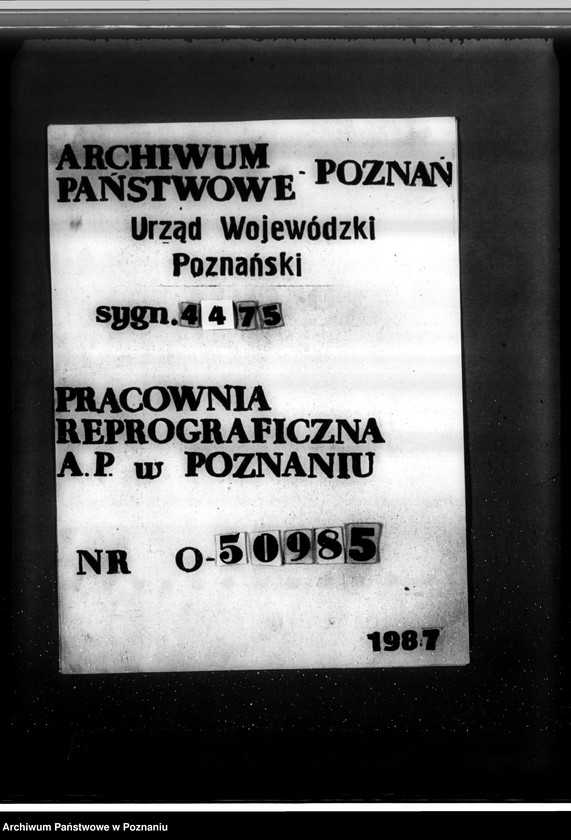 ARCHIWUM
PAŃSTWOWE - POZNAŃ
Urząd Wojewódzki
Poznański
sygn. 4475
PRACOWNIA
REPROGRAFICZNA
A.P. w POZNANIU
NR O-50985
1987
Archiwum Państwowe w Poznaniu